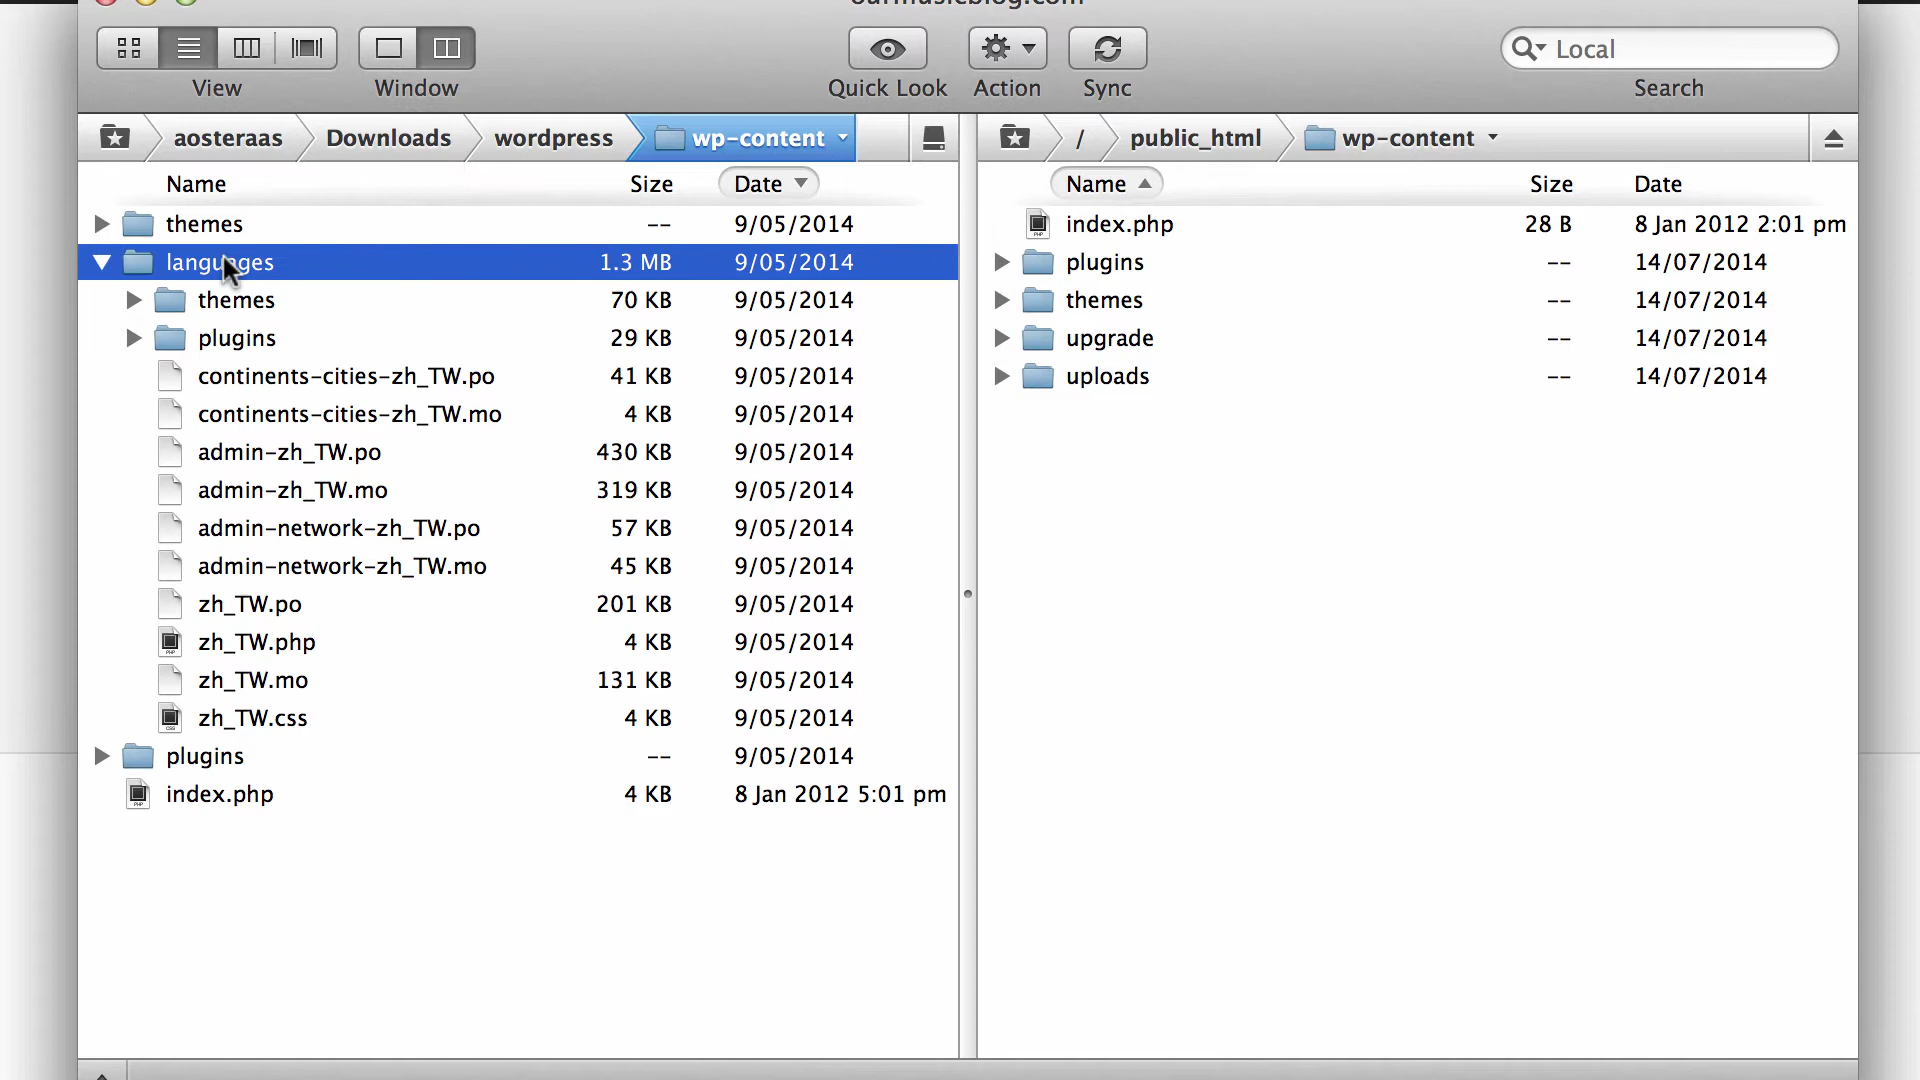 ourmusicblog.com
View Window Quick Look Action Sync Local Search
aosteraas Downloads wordpress wp-content / public_html wp-content
Name Size Date Name Size Date
themes -- 9/05/2014 index.php 28 B 8 Jan 2012 2:01 pm
languages 1.3 MB 9/05/2014 plugins -- 14/07/2014
themes 70 KB 9/05/2014 themes -- 14/07/2014
plugins 29 KB 9/05/2014 upgrade -- 14/07/2014
continents-cities-zh_TW.po 41 KB 9/05/2014 uploads -- 14/07/2014
continents-cities-zh_TW.mo 4 KB 9/05/2014
admin-zh_TW.po 430 KB 9/05/2014
admin-zh_TW.mo 319 KB 9/05/2014
admin-network-zh_TW.po 57 KB 9/05/2014
admin-network-zh_TW.mo 45 KB 9/05/2014
zh_TW.po 201 KB 9/05/2014
zh_TW.php 4 KB 9/05/2014
zh_TW.mo 131 KB 9/05/2014
zh_TW.css 4 KB 9/05/2014
plugins -- 9/05/2014
index.php 4 KB 8 Jan 2012 5:01 pm